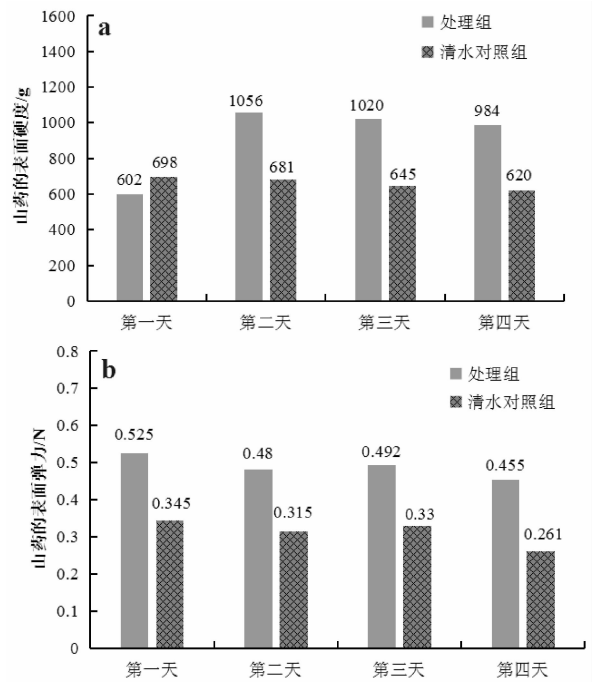 a
处理组
清水对照组
山药的表面硬度/g
1600
1400
1200
1000
800
600
400
200
0
602
698
1056
681
1020
645
984
620
第一天
第二天
第三天
第四天
b
处理组
清水对照组
山药的表面弹力/N
0.8
0.7
0.6
0.5
0.4
0.3
0.2
0.1
0
0.525
0.345
0.48
0.315
0.492
0.33
0.455
0.261
第一天
第二天
第三天
第四天